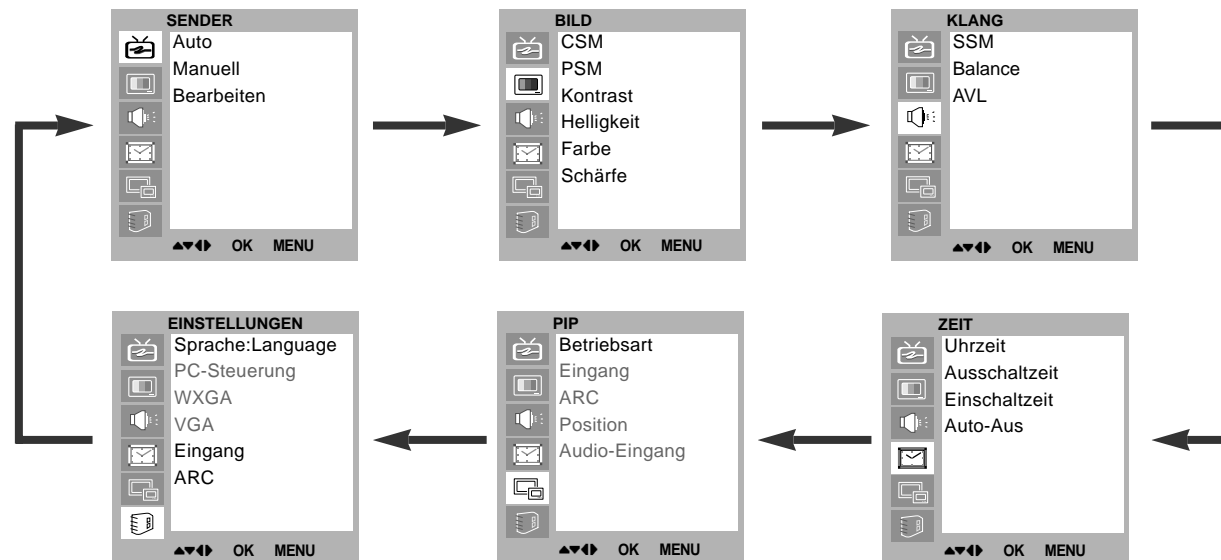 SENDER
Auto
Manuell
Bearbeiten
▲▼◀▶ OK MENU
BILD
CSM
PSM
Kontrast
Helligkeit
Farbe
Schärfe
▲▼◀▶ OK MENU
KLANG
SSM
Balance
AVL
▲▼◀▶ OK MENU
EINSTELLUNGEN
Sprache:Language
PC-Steuerung
WXGA
VGA
Eingang
ARC
▲▼◀▶ OK MENU
PIP
Betriebsart
Eingang
ARC
Position
Audio-Eingang
▲▼◀▶ OK MENU
ZEIT
Uhrzeit
Ausschaltzeit
Einschaltzeit
Auto-Aus
▲▼◀▶ OK MENU